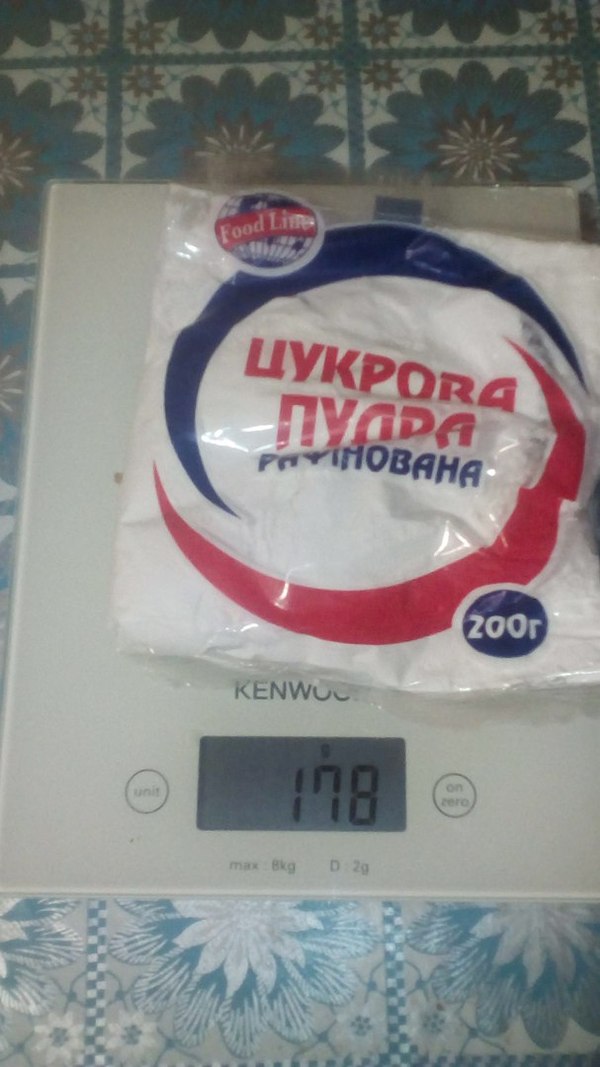 Food Line
ЦУКРОВА
ПУДРА
РАФІНОВАНА
200г
KENWOO
g
178
unit
on
zero
max : 8kg D : 2g